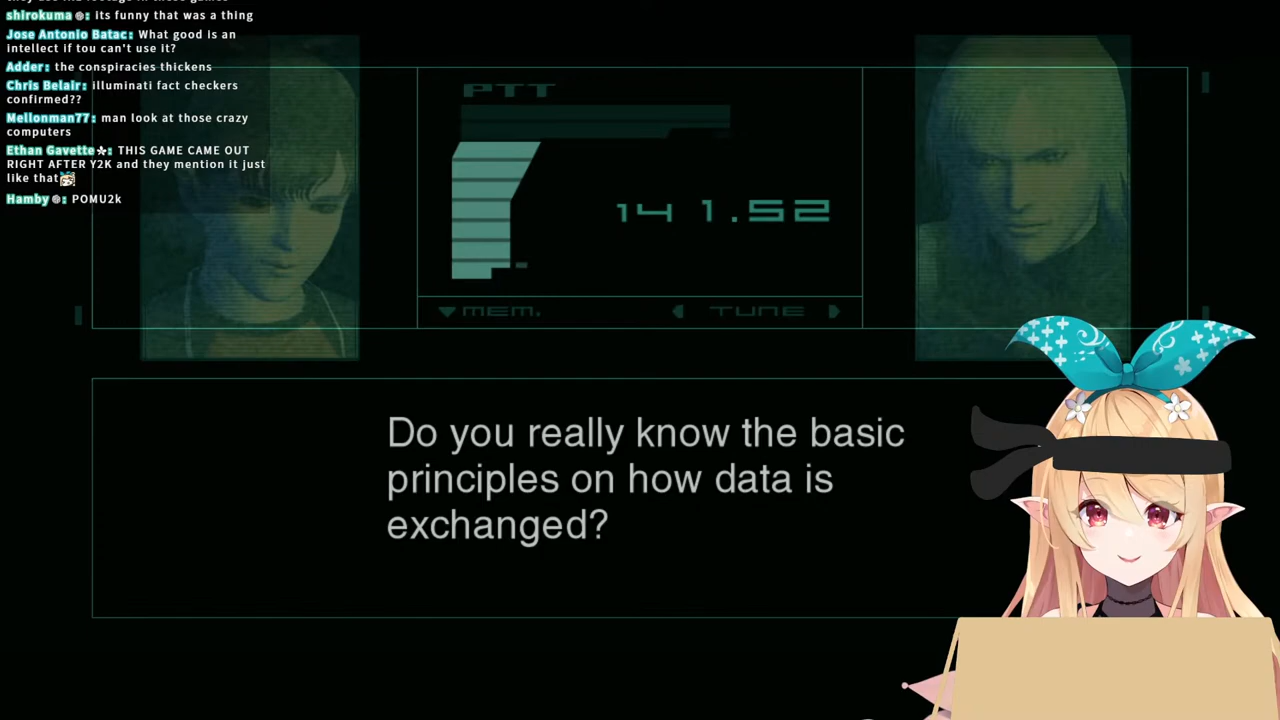 shirokuma: its funny that was a thing
Jose Antonio Batac: What good is an
intellect if tou can't use it?
Adder: the conspiracies thickens
Chris Belair: illuminati fact checkers
confirmed??
Mellonman77: man look at those crazy
computers
Ethan Gavette: THIS GAME CAME OUT
RIGHT AFTER Y2K and they mention it just
like that
Hamby: POMU2k
PTT
141.52
MEM.
TUNE
Do you really know the basic
principles on how data is
exchanged?